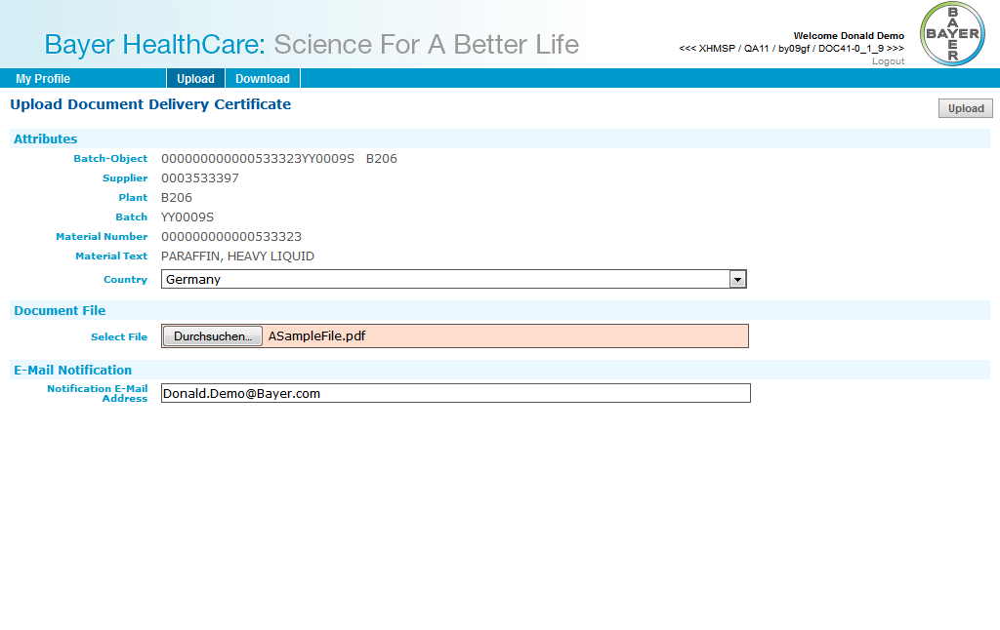 Bayer HealthCare: Science For A Better Life
Welcome Donald Demo
<<< XHMSP / QA11 / by09gf / DOC41-0_1_9 >>>
Logout
BAYER
BAYER
My Profile Upload Download
Upload Document Delivery Certificate
Upload
Attributes
Batch-Object 000000000000533323YY0009S B206
Supplier 0003533397
Plant B206
Batch YY0009S
Material Number 000000000000533323
Material Text PARAFFIN, HEAVY LIQUID
Country Germany
Document File
Select File Durchsuchen... ASampleFile.pdf
E-Mail Notification
Notification E-Mail
Address
Donald.Demo@Bayer.com